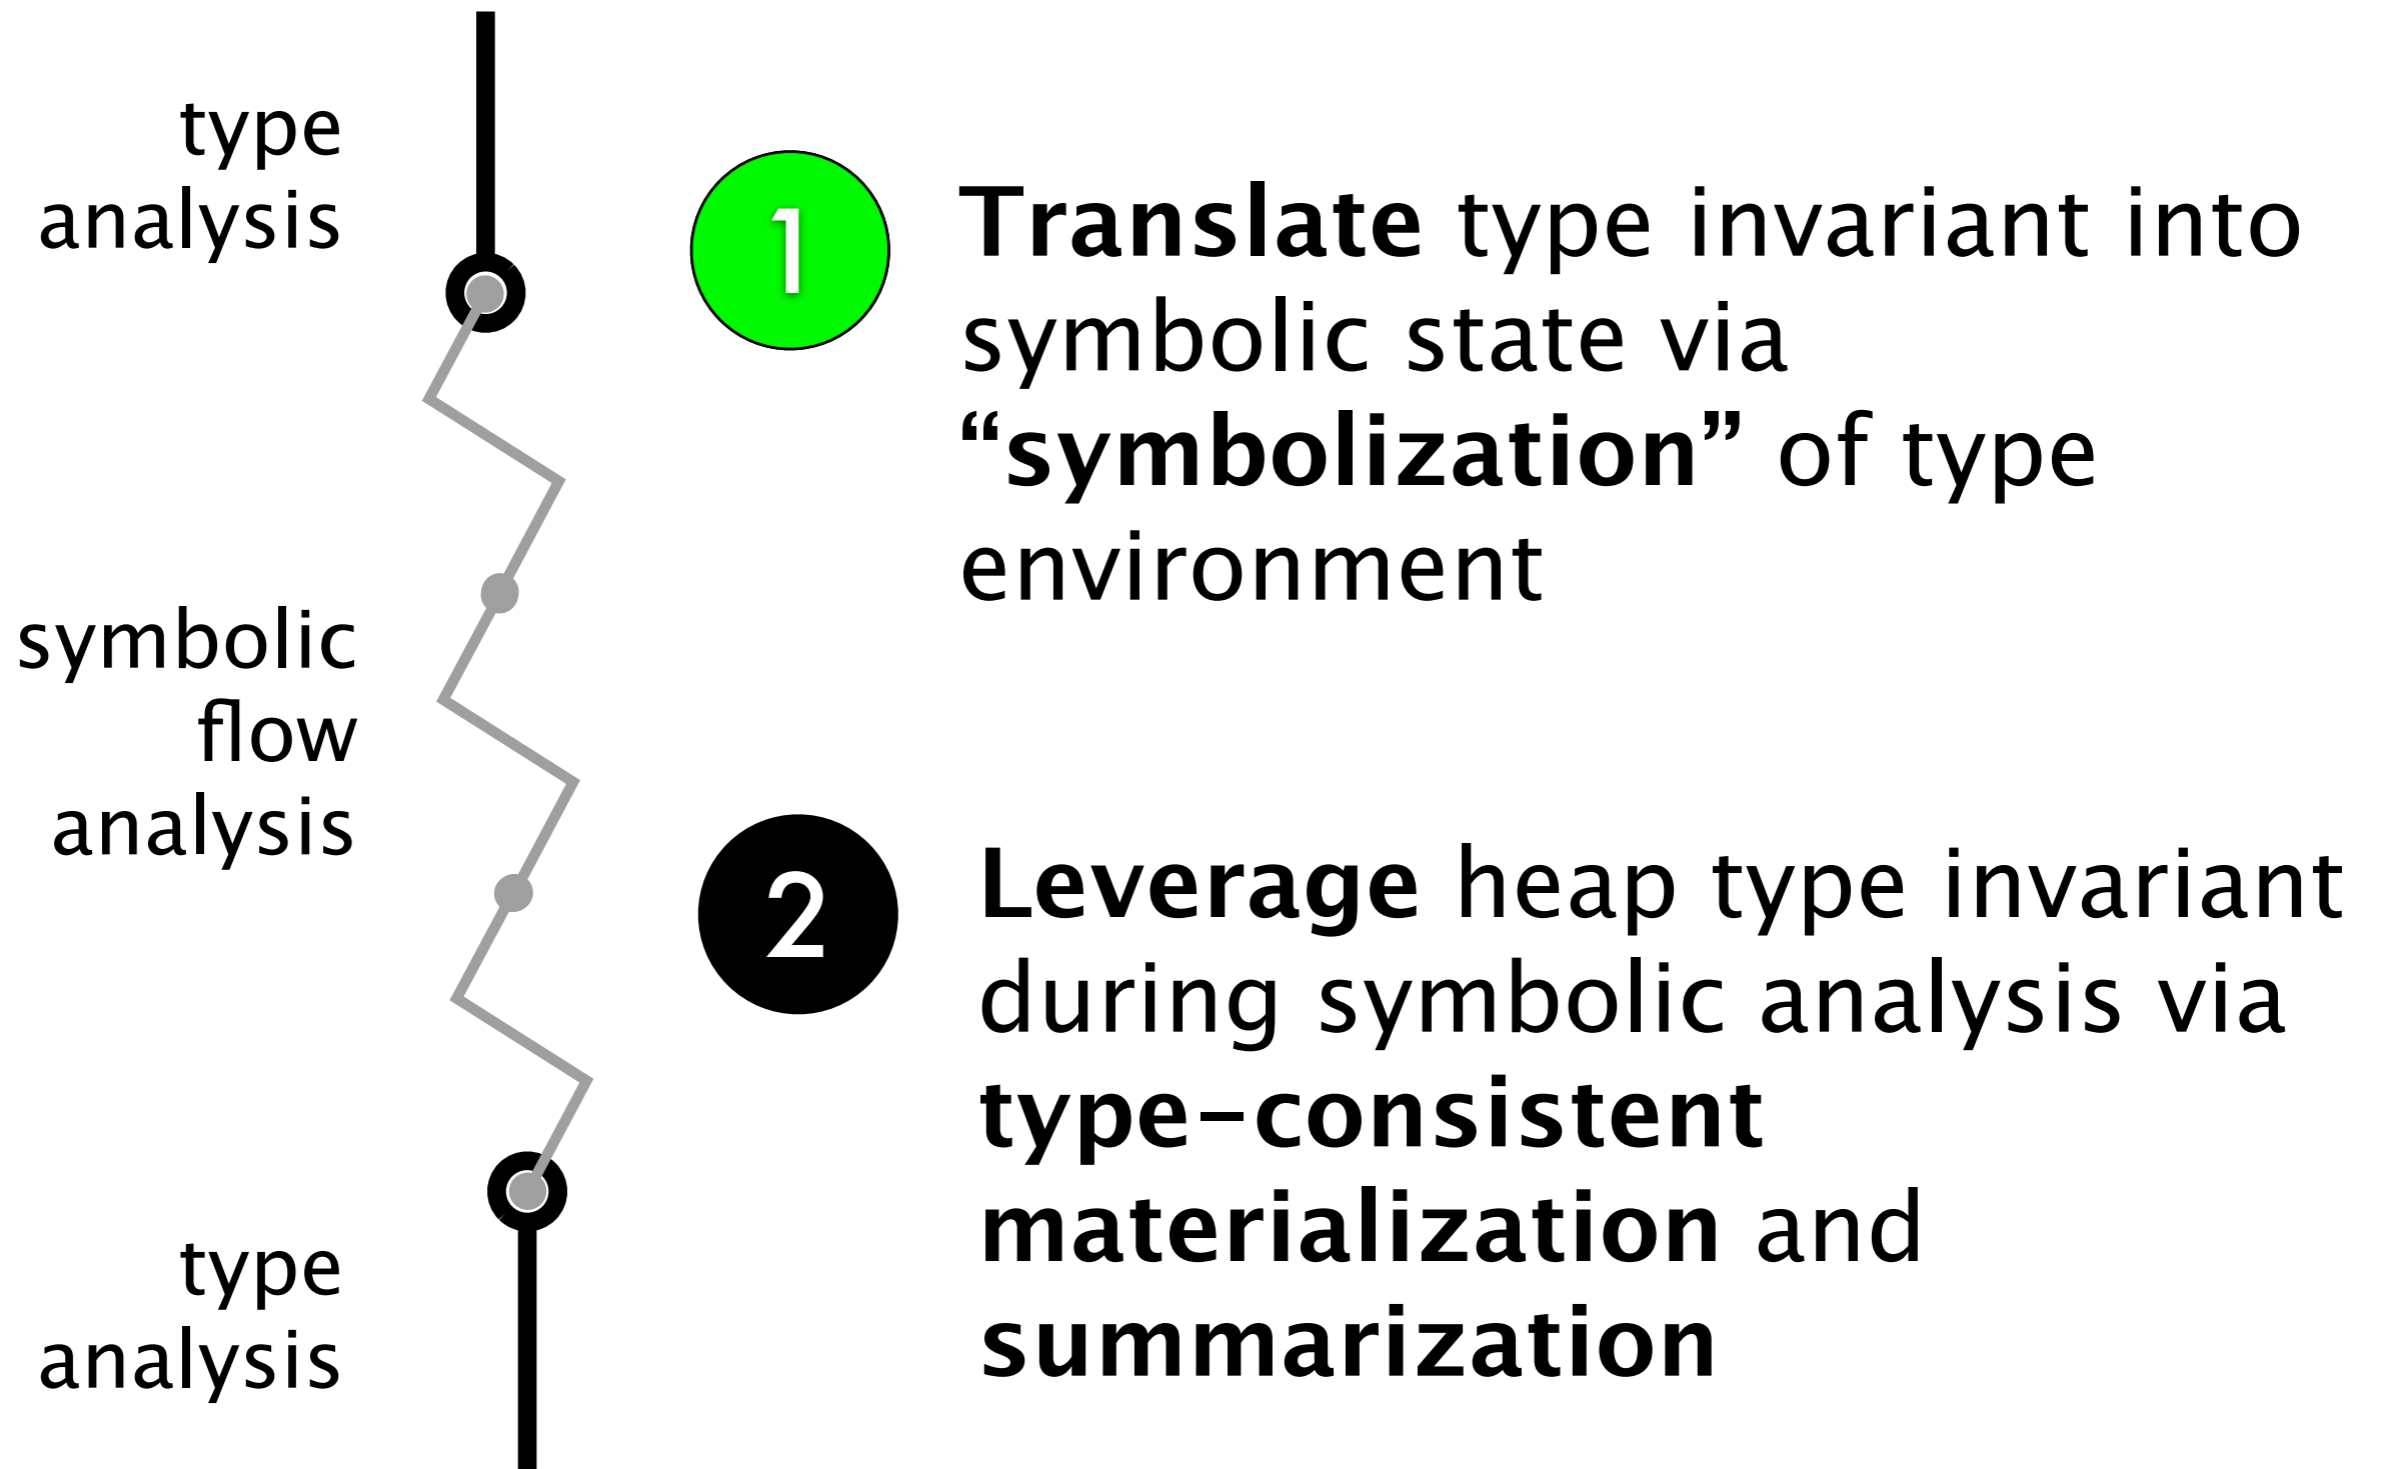 type
analysis
symbolic
flow
analysis
type
analysis
1
Translate type invariant into
symbolic state via
“symbolization” of type
environment
2
Leverage heap type invariant
during symbolic analysis via
type-consistent
materialization and
summarization